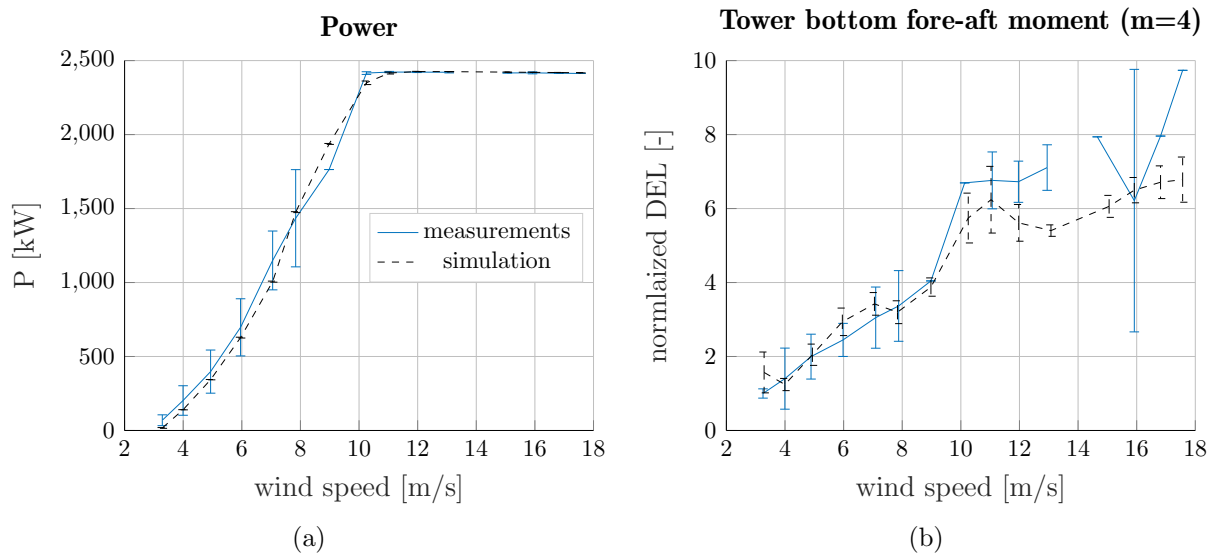 Power
2,500
2,000
1,500
1,000
500
0
2 4 6 8 10 12 14 16 18
P [kW]
wind speed [m/s]
measurements
simulation
(a)
Tower bottom fore-aft moment (m=4)
10
8
6
4
2
0
2 4 6 8 10 12 14 16 18
normlaized DEL [-]
wind speed [m/s]
(b)